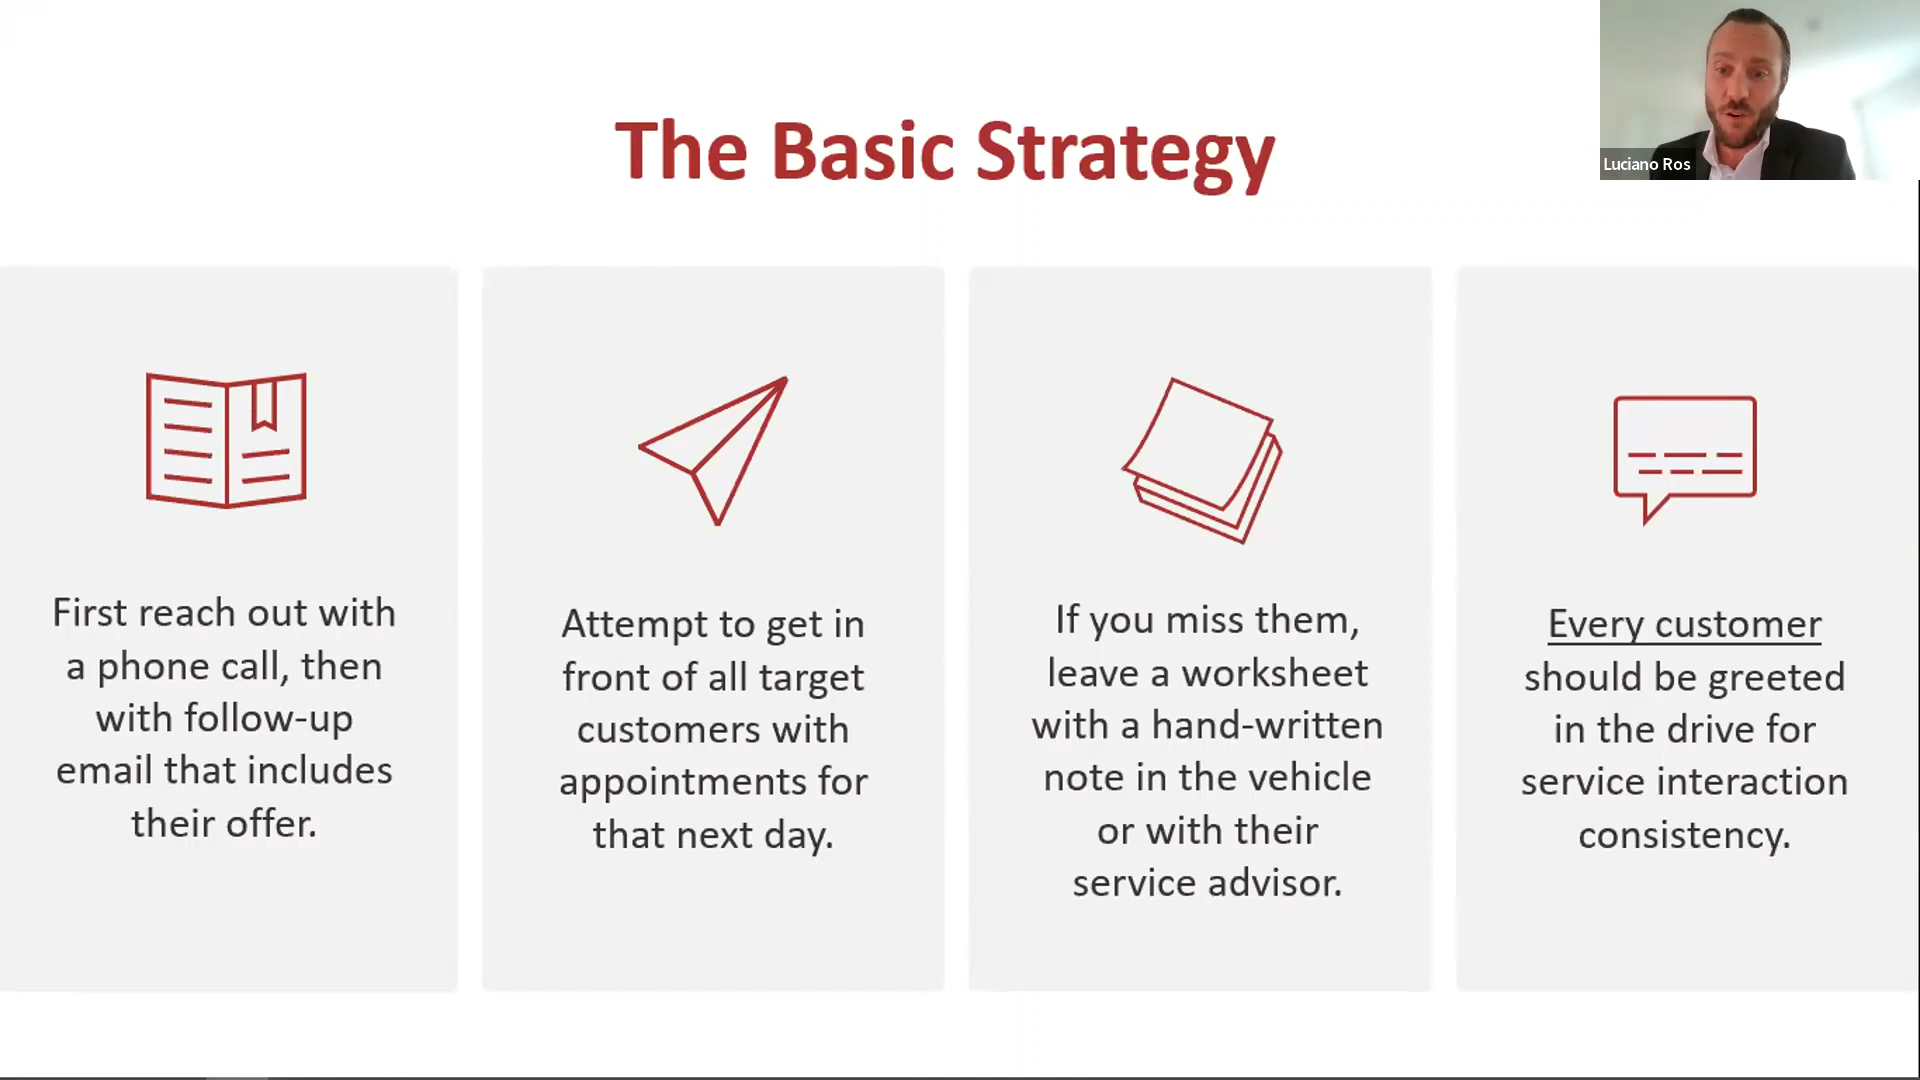 The Basic Strategy
Luciano Ros
First reach out with
a phone call, then
with follow-up
email that includes
their offer.
Attempt to get in
front of all target
customers with
appointments for
that next day.
If you miss them,
leave a worksheet
with a hand-written
note in the vehicle
or with their
service advisor.
Every customer
should be greeted
in the drive for
service interaction
consistency.